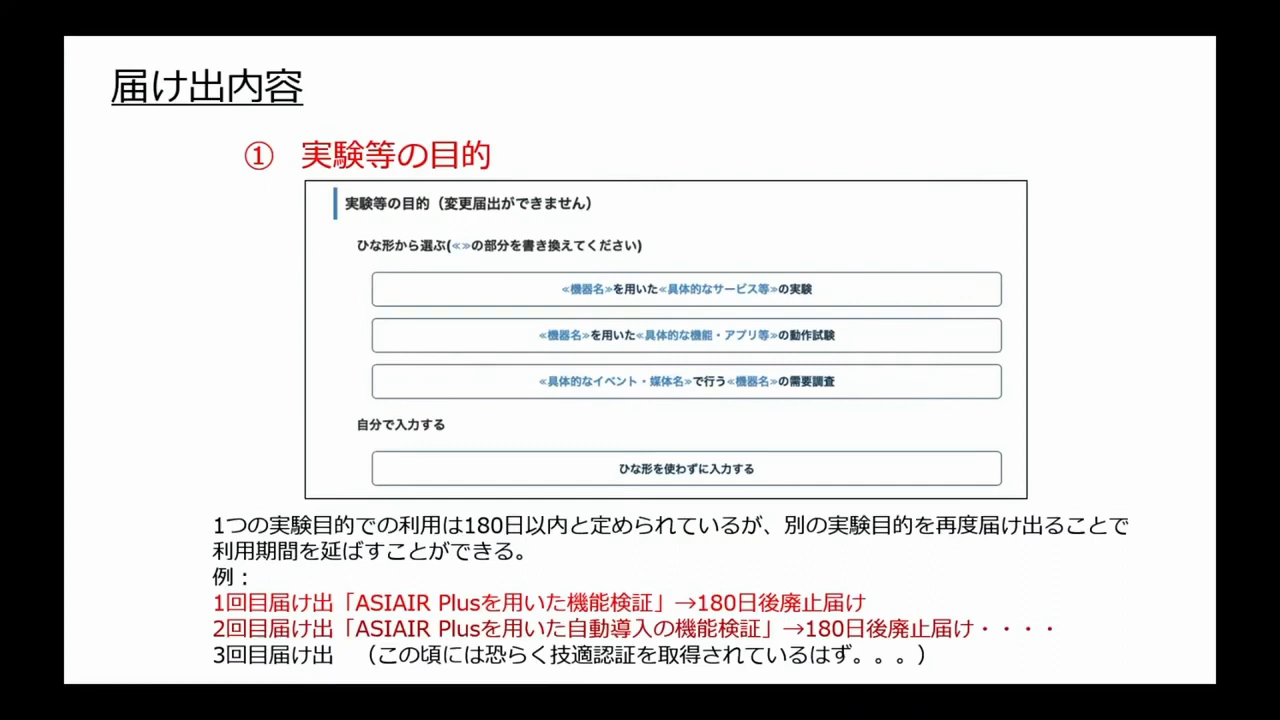 届け出内容
① 実験等の目的
実験等の目的（変更届出ができません）
ひな形から選ぶ(≪≫の部分を書き換えてください)
≪機器名≫を用いた≪具体的なサービス等≫の実験
≪機器名≫を用いた≪具体的な機能・アプリ等≫の動作試験
≪具体的なイベント・媒体名≫で行う≪機器名≫の需要調査
自分で入力する
ひな形を使わずに入力する
1つの実験目的での利用は180日以内と定められているが、別の実験目的を再度届け出ることで
利用期間を延ばすことができる。
例：
1回目届け出「ASIAIR Plusを用いた機能検証」→180日後廃止届け
2回目届け出「ASIAIR Plusを用いた自動導入の機能検証」→180日後廃止届け・・・・
3回目届け出　（この頃には恐らく技適認証を取得されているはず。。。）